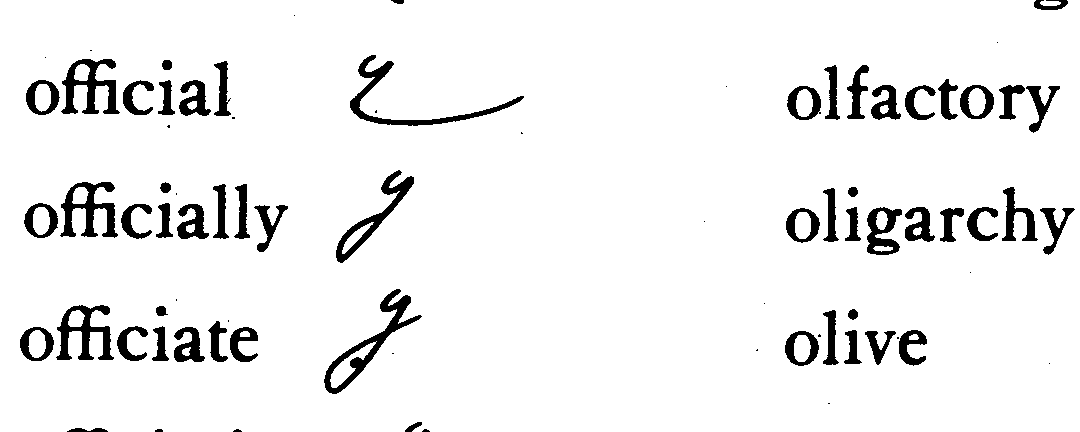 official
officially
officiate
olfactory
oligarchy
olive